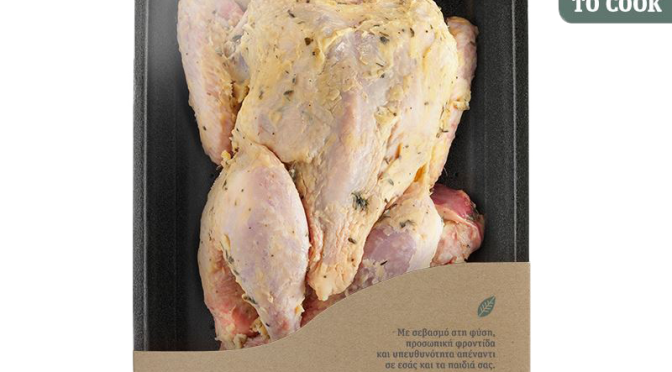 TO COOK
Με σεβασμό στη φύση,
προσωπική φροντίδα
και υπευθυνότητα απέναντι
σε εσάς και τα παιδιά σας.